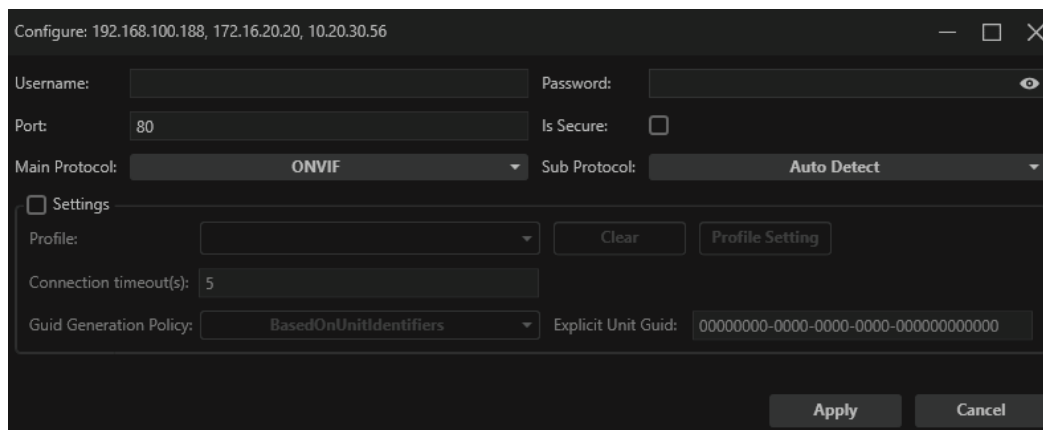 Configure: 192.168.100.188, 172.16.20.20, 10.20.30.56
Username: Password:
Port: 80 Is Secure:
Main Protocol: ONVIF Sub Protocol: Auto Detect
Settings
Profile: Clear Profile Setting
Connection timeout(s): 5
Guid Generation Policy: BasedOnUnitIdentifiers Explicit Unit Guid: 00000000-0000-0000-0000-000000000000
Apply Cancel